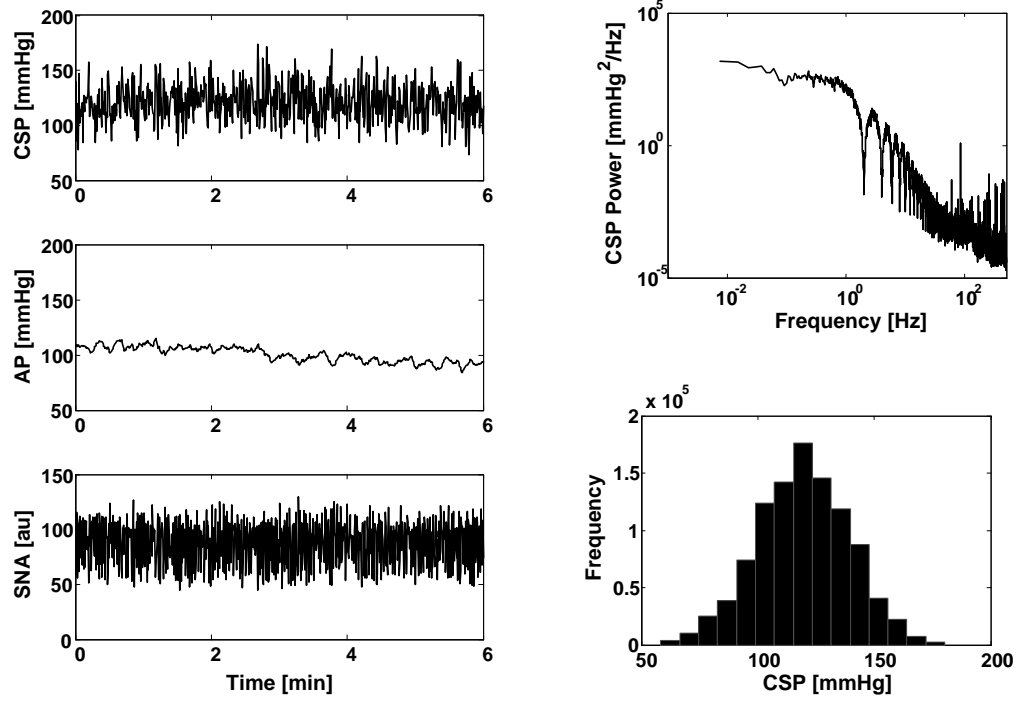 200
150
100
50
CSP [mmHg]
0 2 4 6
200
150
100
50
AP [mmHg]
0 2 4 6
150
100
50
0
SNA [au]
0 2 4 6
Time [min]
10^5
10^0
10^-5
CSP Power [mmHg^2/Hz]
10^-2 10^0 10^2
Frequency [Hz]
x 10^5
2
1.5
1
0.5
0
Frequency
50 100 150 200
CSP [mmHg]